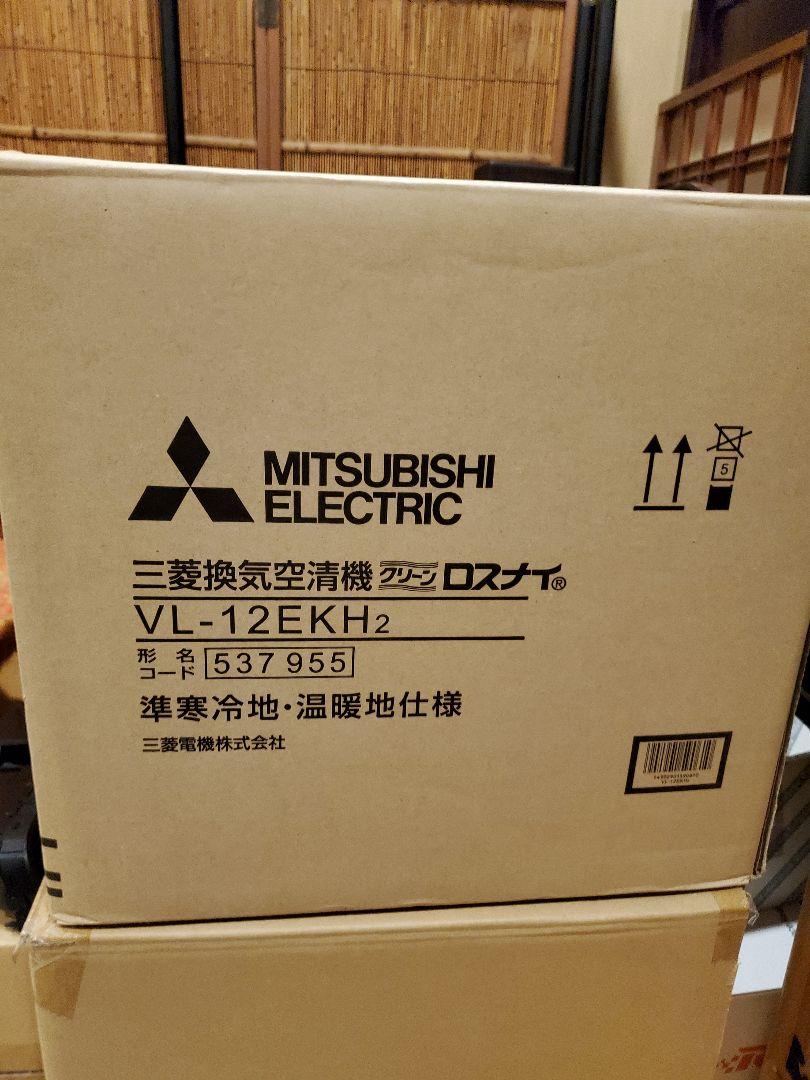 MITSUBISHI
ELECTRIC
5
三菱換気空清機 クリーン ロスナイ®
VL-12EKH2
形名
コード 537 955
準寒冷地・温暖地仕様
三菱電機株式会社